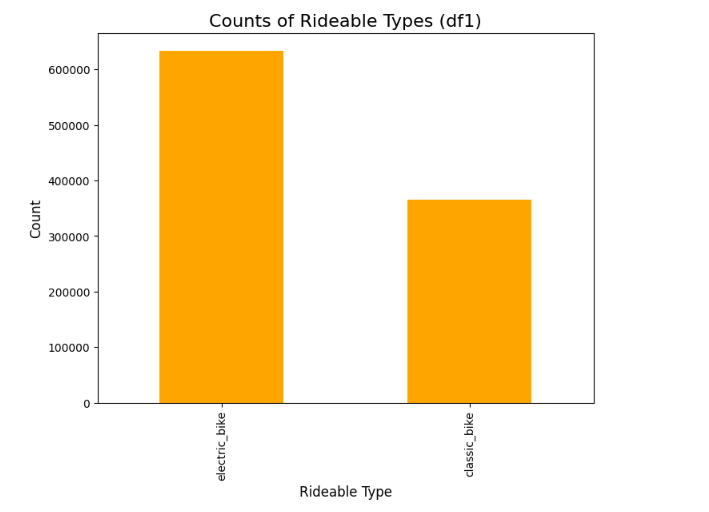 Counts of Rideable Types (df1)
600000
500000
400000
300000
200000
100000
0
Count
electric_bike
classic_bike
Rideable Type